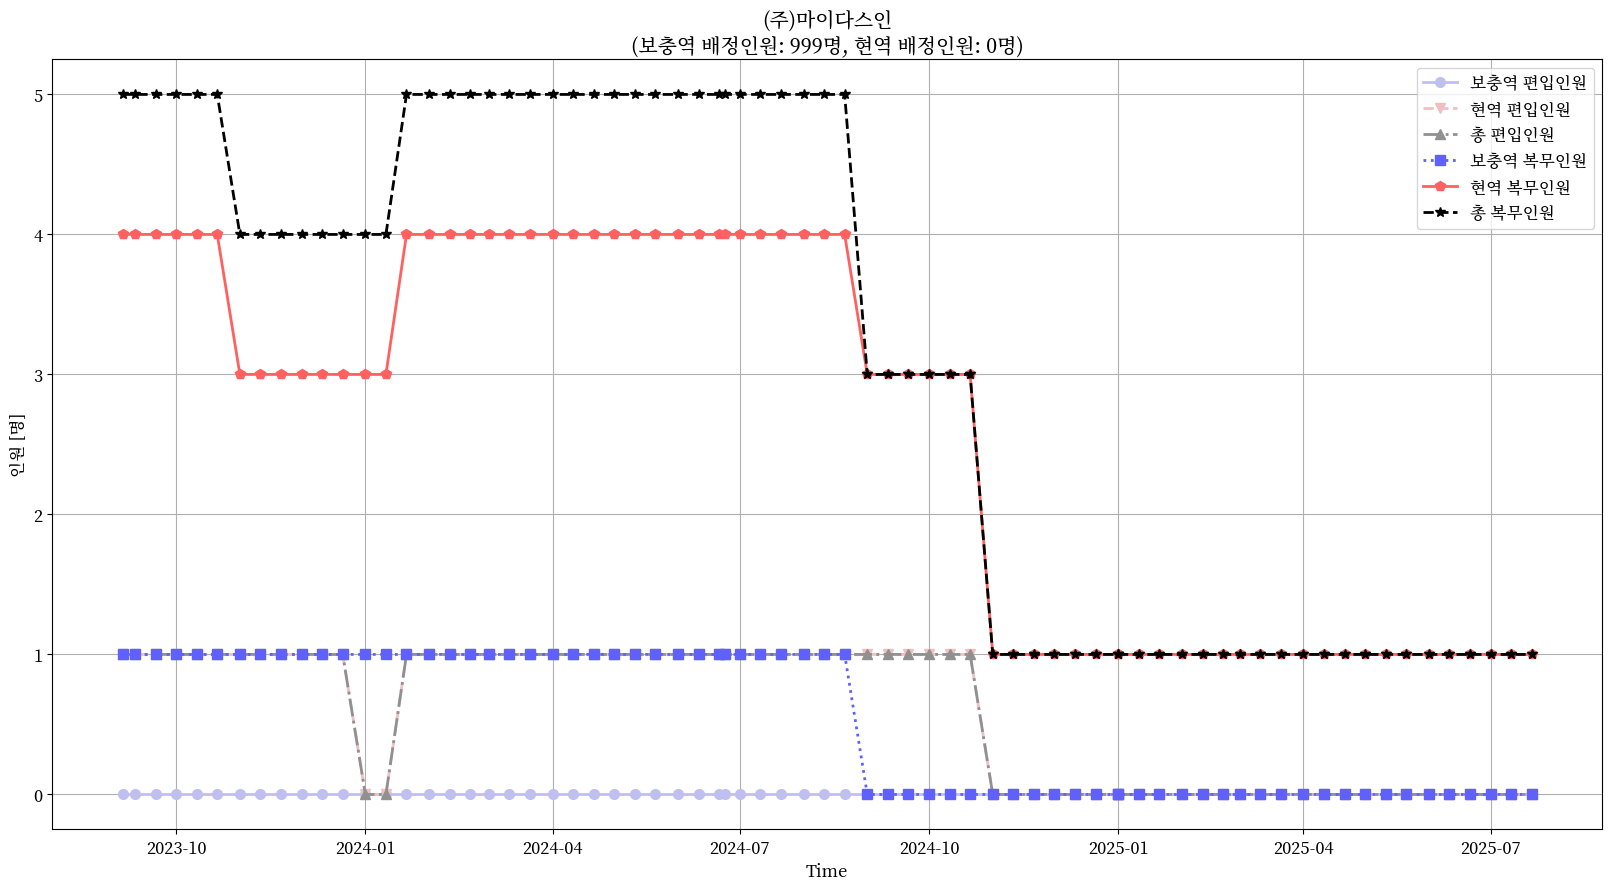 (주)마이다스인
(보충역 배정인원: 999명, 현역 배정인원: 0명)
보충역 편입인원
현역 편입인원
총 편입인원
보충역 복무인원
현역 복무인원
총 복무인원
인원 [명]
5
4
3
2
1
0
2023-10
2024-01
2024-04
2024-07
2024-10
2025-01
2025-04
2025-07
Time